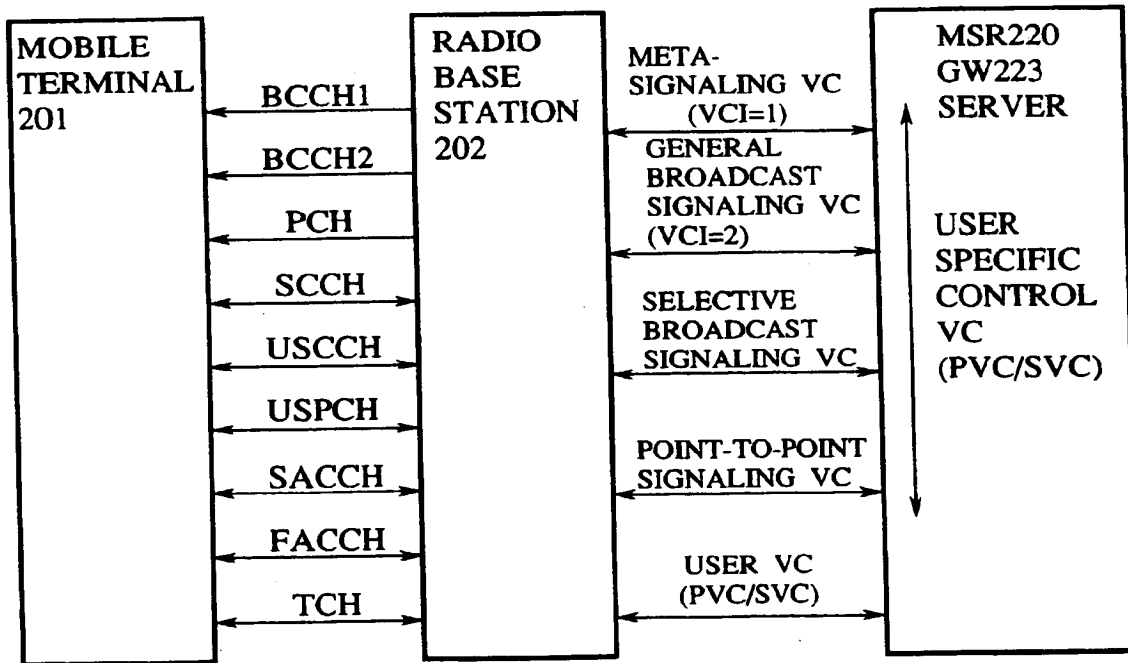 MOBILE
TERMINAL
201
BCCH1
BCCH2
PCH
SCCH
USCCH
USPCH
SACCH
FACCH
TCH
RADIO
BASE
STATION
202
META-
SIGNALING VC
(VCI=1)
GENERAL
BROADCAST
SIGNALING VC
(VCI=2)
SELECTIVE
BROADCAST
SIGNALING VC
POINT-TO-POINT
SIGNALING VC
USER VC
(PVC/SVC)
MSR220
GW223
SERVER
USER
SPECIFIC
CONTROL
VC
(PVC/SVC)